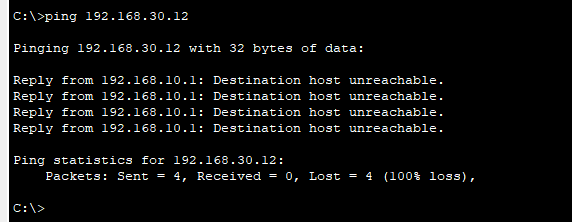 C:\>ping 192.168.30.12
Pinging 192.168.30.12 with 32 bytes of data:
Reply from 192.168.10.1: Destination host unreachable.
Reply from 192.168.10.1: Destination host unreachable.
Reply from 192.168.10.1: Destination host unreachable.
Reply from 192.168.10.1: Destination host unreachable.
Ping statistics for 192.168.30.12:
    Packets: Sent = 4, Received = 0, Lost = 4 (100% loss),
C:\>